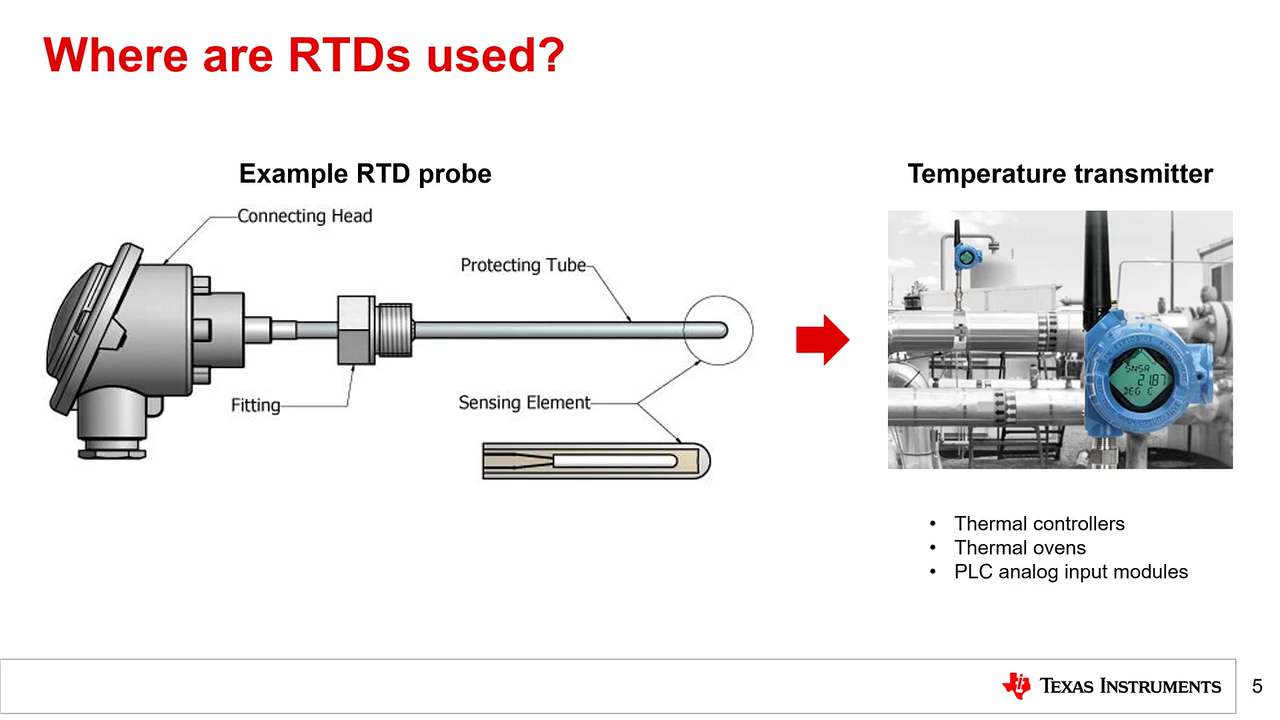 Where are RTDs used?
Example RTD probe
Connecting Head
Protecting Tube
Fitting
Sensing Element
Temperature transmitter
SNSR
21.87
DEG C
• Thermal controllers
• Thermal ovens
• PLC analog input modules
TEXAS INSTRUMENTS
5